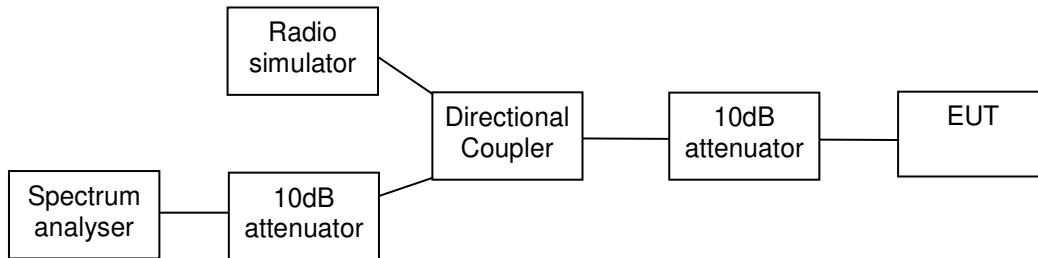 Radio
simulator
Directional
Coupler
10dB
attenuator
EUT
Spectrum
analyser
10dB
attenuator